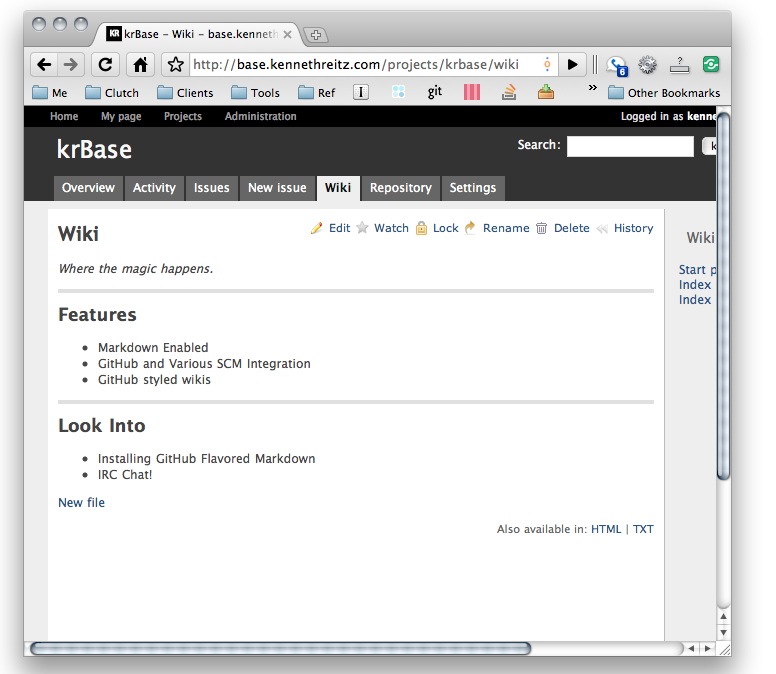 KR krBase – Wiki – base.kenneth
http://base.kennethreitz.com/projects/krbase/wiki
6
?
Me Clutch Clients Tools Ref I git » Other Bookmarks
Home My page Projects Administration Logged in as kenne
krBase Search: k
Overview Activity Issues New issue Wiki Repository Settings
Wiki Edit Watch Lock Rename Delete History
Wiki
Where the magic happens.
Start p
Index
Index
Features
Markdown Enabled
GitHub and Various SCM Integration
GitHub styled wikis
Look Into
Installing GitHub Flavored Markdown
IRC Chat!
New file
Also available in: HTML | TXT